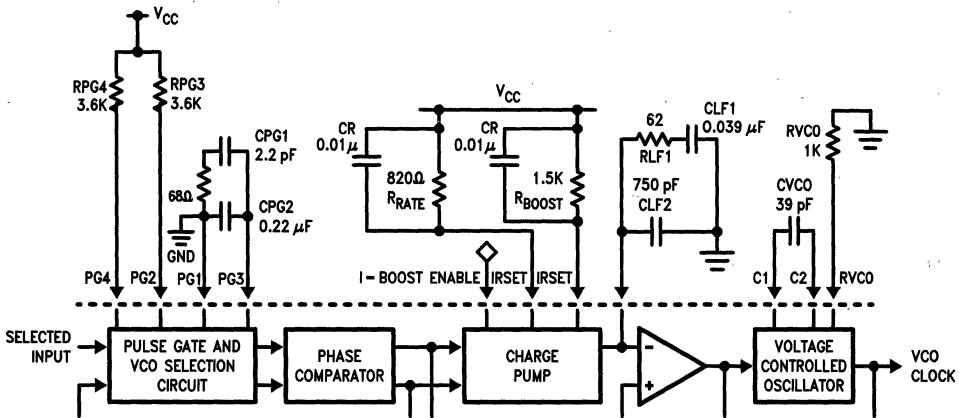 VCC
RPG4
3.6K
RPG3
3.6K
CPG1
2.2 pF
68Ω
CPG2
0.22 μF
GND
PG4
PG2
PG1
PG3
VCC
CR
0.01μ
820Ω
RRATE
CR
0.01μ
1.5K
RBOOST
I-BOOST ENABLE
IRSET
IRSET
62
RLF1
CLF1
0.039 μF
750 pF
CLF2
RVCO
1K
CVCO
39 pF
C1
C2
RVCO
SELECTED
INPUT
PULSE GATE AND
VCO SELECTION
CIRCUIT
PHASE
COMPARATOR
CHARGE
PUMP
−
+
VOLTAGE
CONTROLLED
OSCILLATOR
VCO
CLOCK